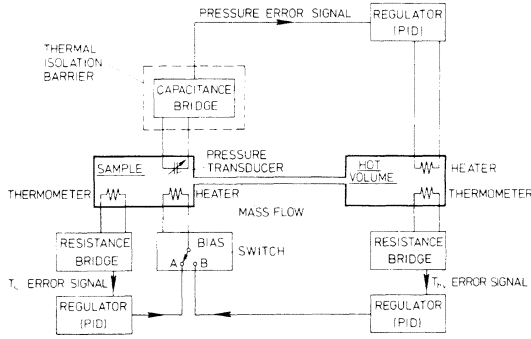 PRESSURE ERROR SIGNAL
REGULATOR
(PID)
THERMAL
ISOLATION
BARRIER
CAPACITANCE
BRIDGE
SAMPLE
PRESSURE
TRANSDUCER
HOT
VOLUME
HEATER
THERMOMETER
HEATER
THERMOMETER
MASS FLOW
RESISTANCE
BRIDGE
BIAS
A
B
SWITCH
RESISTANCE
BRIDGE
ERROR SIGNAL
ERROR SIGNAL
REGULATOR
(PID)
REGULATOR
(PID)